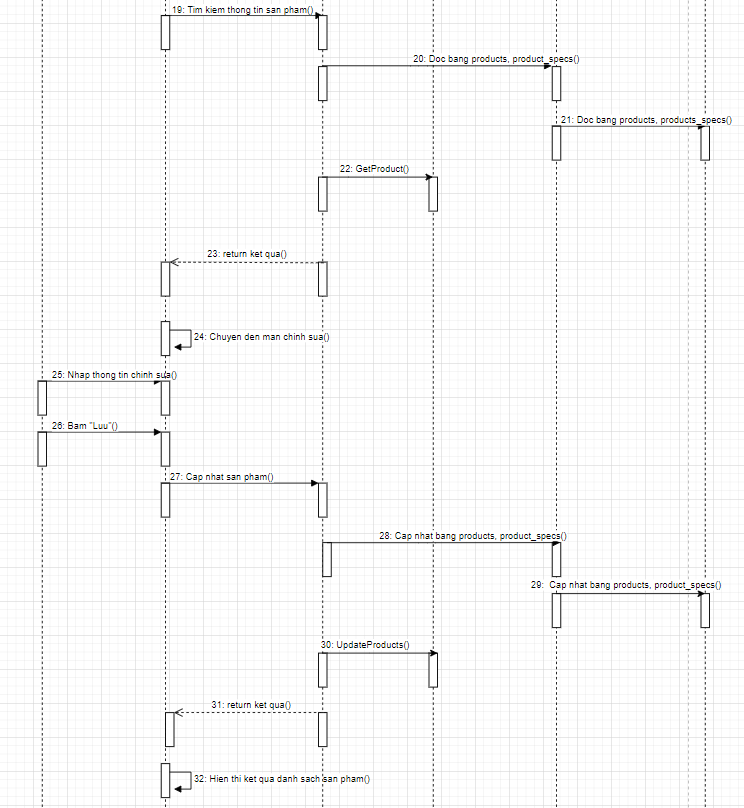 19: Tim kiem thong tin san pham()
20: Doc bang products, product_specs()
21: Doc bang products, products_specs()
22: GetProduct()
23: return ket qua()
24: Chuyen den man chinh sua()
25: Nhap thong tin chinh sua()
26: Bam "Luu"()
27: Cap nhat san pham()
28: Cap nhat bang products, product_specs()
29: Cap nhat bang products, product_specs()
30: UpdateProducts()
31: return ket qua()
32: Hien thi ket qua danh sach san pham()